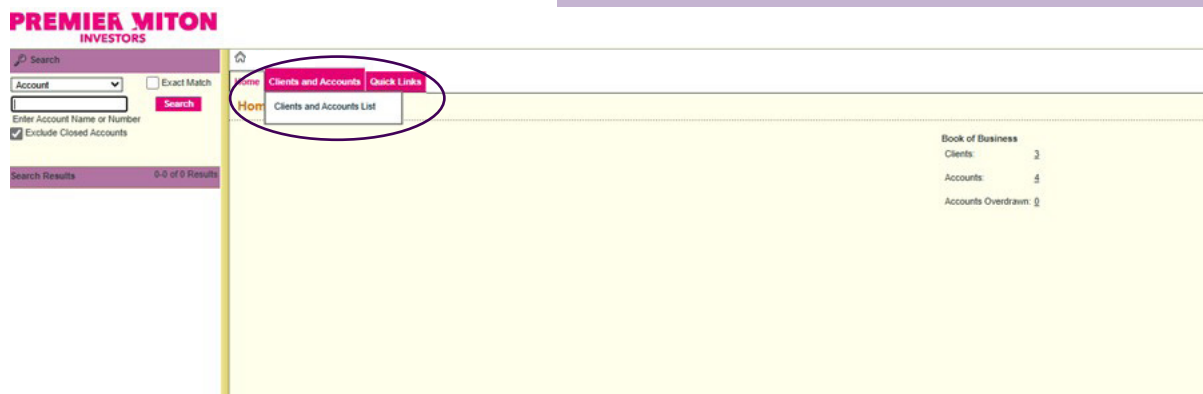 PREMIER MITON
INVESTORS
Search
Account
Exact Match
Search
Enter Account Name or Number
Exclude Closed Accounts
Search Results 0-0 of 0 Results
Home Clients and Accounts Quick Links
Hom
Clients and Accounts List
Book of Business
Clients: 3
Accounts: 4
Accounts Overdrawn: 0